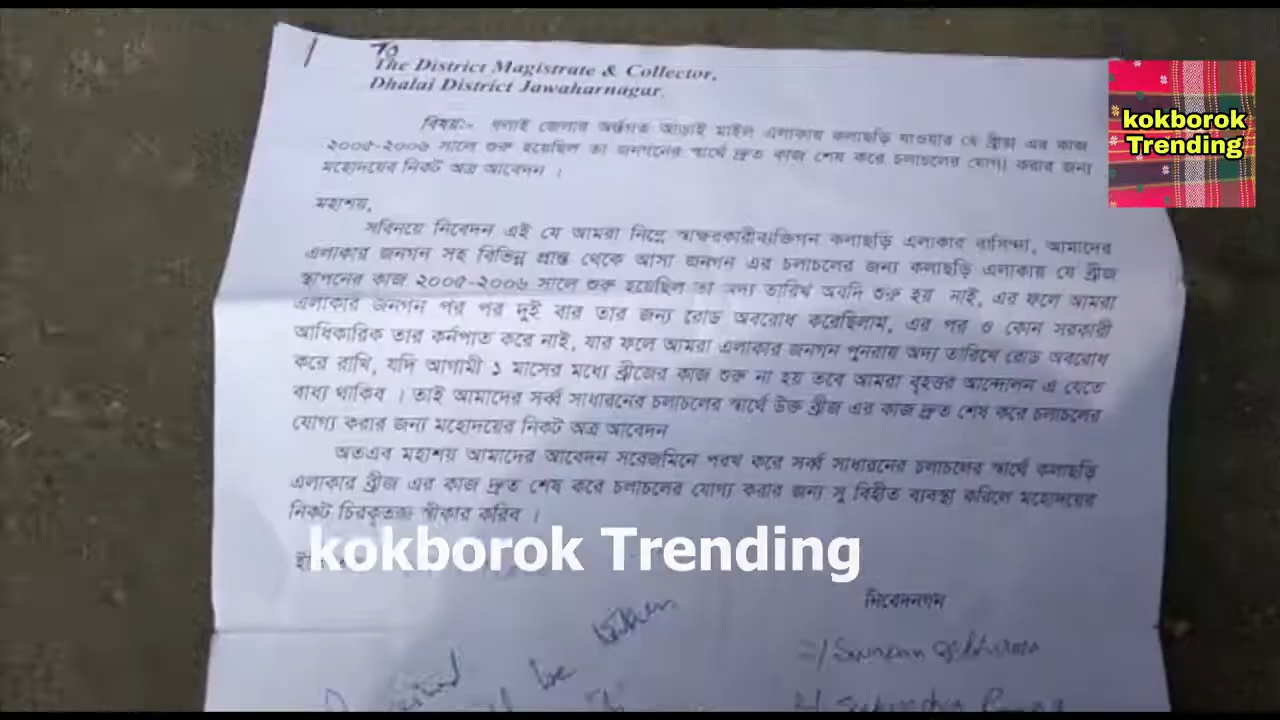 To
The District Magistrate & Collector,
Dhalai District Jawaharnagar.
kokborok
Trending
বিষয়:- ধলাই জেলার অর্ন্তগত আড়াই মাইল এলাকায় কলাছড়ি যাওয়ার যে ব্রীজ এর কাজ
২০০৫-২০০৬ সালে শুরু হয়েছিল তা জনগনের স্বার্থে দ্রুত কাজ শেষ করে চলাচলের যোগ্য করার জন্য
মহোদয়ের নিকট অত্র আবেদন ।
মহাশয়,
সবিনয়ে নিবেদন এই যে আমরা নিম্নে স্বাক্ষরকারীব্যক্তিগন কলাছড়ি এলাকার বাসিন্দা, আমাদের
এলাকার জনগন সহ বিভিন্ন প্রান্ত থেকে আসা জনগন এর চলাচলের জন্য কলাছড়ি এলাকায় যে ব্রীজ
স্থাপনের কাজ ২০০৫-২০০৬ সালে শুরু হয়েছিল তা অদ্য তারিখ অবদি শুরু হয় নাই, এর ফলে আমরা
এলাকার জনগন পর পর দুই বার তার জন্য রোড অবরোধ করেছিলাম, এর পর ও কোন সরকারী
আধিকারিক তার কর্নপাত করে নাই, যার ফলে আমরা এলাকার জনগন পুনরায় অদ্য তারিখে রোড অবরোধ
করে রাখি, যদি আগামী ১ মাসের মধ্যে ব্রীজের কাজ শুরু না হয় তবে আমরা বৃহত্তর আন্দোলন এ যেতে
বাধ্য থাকিব । তাই আমাদের সর্ব্ব সাধারনের চলাচলের স্বার্থে উক্ত ব্রীজ এর কাজ দ্রুত শেষ করে চলাচলের
যোগ্য করার জন্য মহোদয়ের নিকট অত্র আবেদন
অতএব মহাশয় আমাদের আবেদন সরেজমিনে পরখ করে সর্ব্ব সাধারনের চলাচলের স্বার্থে কলাছড়ি
এলাকার ব্রীজ এর কাজ দ্রুত শেষ করে চলাচলের যোগ্য করার জন্য সু বিহীত ব্যবস্থা করিলে মহোদয়ের
নিকট চিরকৃতজ্ঞ স্বীকার করিব ।
kokborok Trending
নিবেদনগন
be